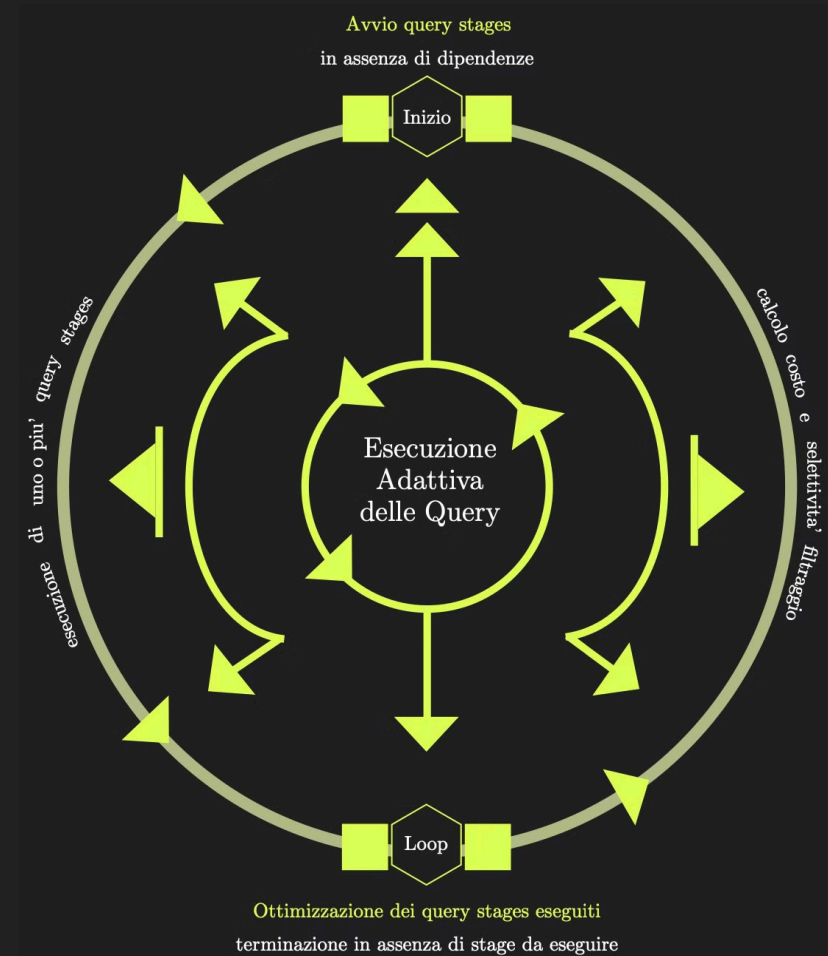 Avvio query stages
in assenza di dipendenze
Inizio
esecuzione di uno o piu' query stages
calcolo costo e selettivita' filtraggio
Esecuzione
Adattiva
delle Query
Loop
Ottimizzazione dei query stages eseguiti
terminazione in assenza di stage da eseguire